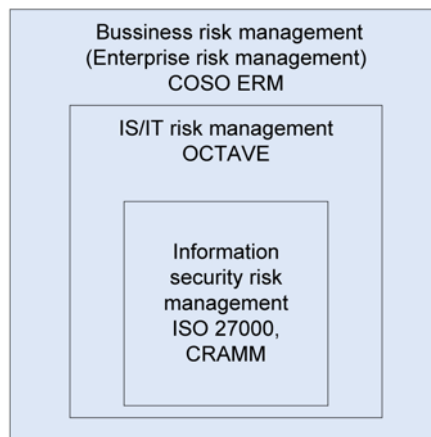 Bussiness risk management
(Enterprise risk management)
COSO ERM
IS/IT risk management
OCTAVE
Information
security risk
management
ISO 27000,
CRAMM